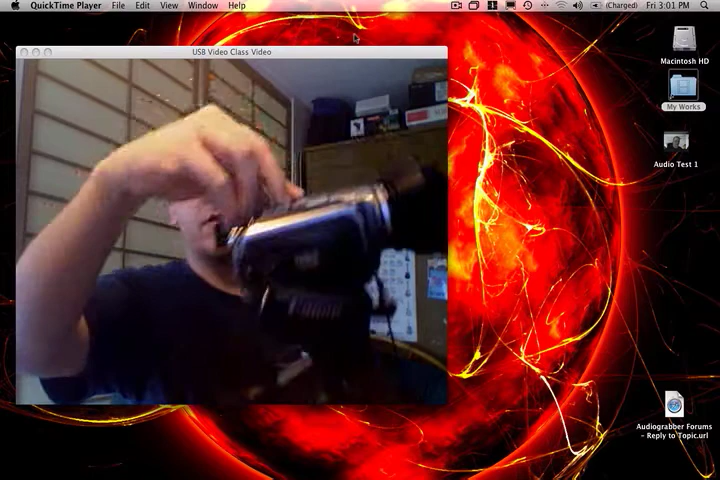 QuickTime Player File Edit View Window Help (Charged) Fri 3:01 PM
USB Video Class Video
Macintosh HD
My Works
Audio Test 1
Audiograbber Forums
– Reply to Topic.url